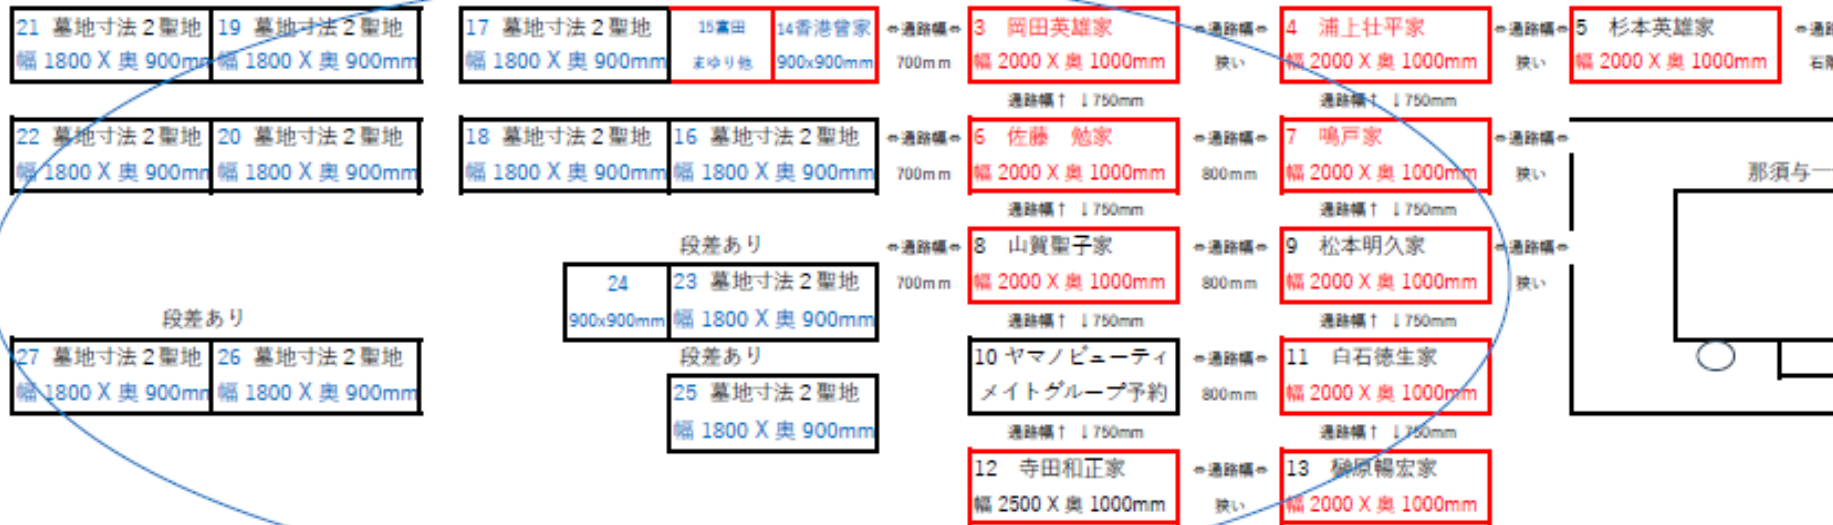 21 墓地寸法２聖地 19 墓地寸法２聖地 17 墓地寸法２聖地 15富田 14香港曾家 ⇔通路幅⇔ 3 岡田英雄家 ⇔通路幅⇔ 4 浦上壮平家 ⇔通路幅⇔ 5 杉本英雄家
幅 1800 X 奥 900mm 幅 1800 X 奥 900mm 幅 1800 X 奥 900mm まゆり他 900x900mm 700mm 幅 2000 X 奥 1000mm 狭い 幅 2000 X 奥 1000mm 狭い 幅 2000 X 奥 1000mm
通路幅↑ ↓750mm 通路幅↑ ↓750mm
22 墓地寸法２聖地 20 墓地寸法２聖地 18 墓地寸法２聖地 16 墓地寸法２聖地 ⇔通路幅⇔ 6 佐藤 勉家 ⇔通路幅⇔ 7 鳴戸家 ⇔通路幅⇔
幅 1800 X 奥 900mm 幅 1800 X 奥 900mm 幅 1800 X 奥 900mm 幅 1800 X 奥 900mm 700mm 幅 2000 X 奥 1000mm 800mm 幅 2000 X 奥 1000mm 狭い 那須与一
通路幅↑ ↓750mm 通路幅↑ ↓750mm
段差あり ⇔通路幅⇔ 8 山賀聖子家 ⇔通路幅⇔ 9 松本明久家 ⇔通路幅⇔
24 23 墓地寸法２聖地 700mm 幅 2000 X 奥 1000mm 800mm 幅 2000 X 奥 1000mm 狭い
段差あり 900x900mm 幅 1800 X 奥 900mm 通路幅↑ ↓750mm 通路幅↑ ↓750mm
27 墓地寸法２聖地 26 墓地寸法２聖地 段差あり 10 ヤマノビューティ ⇔通路幅⇔ 11 白石徳生家
幅 1800 X 奥 900mm 幅 1800 X 奥 900mm 25 墓地寸法２聖地 メイトグループ予約 800mm 幅 2000 X 奥 1000mm
幅 1800 X 奥 900mm 通路幅↑ ↓750mm 通路幅↑ ↓750mm
12 寺田和正家 ⇔通路幅⇔ 13 榊原暢宏家
幅 2500 X 奥 1000mm 狭い 幅 2000 X 奥 1000mm